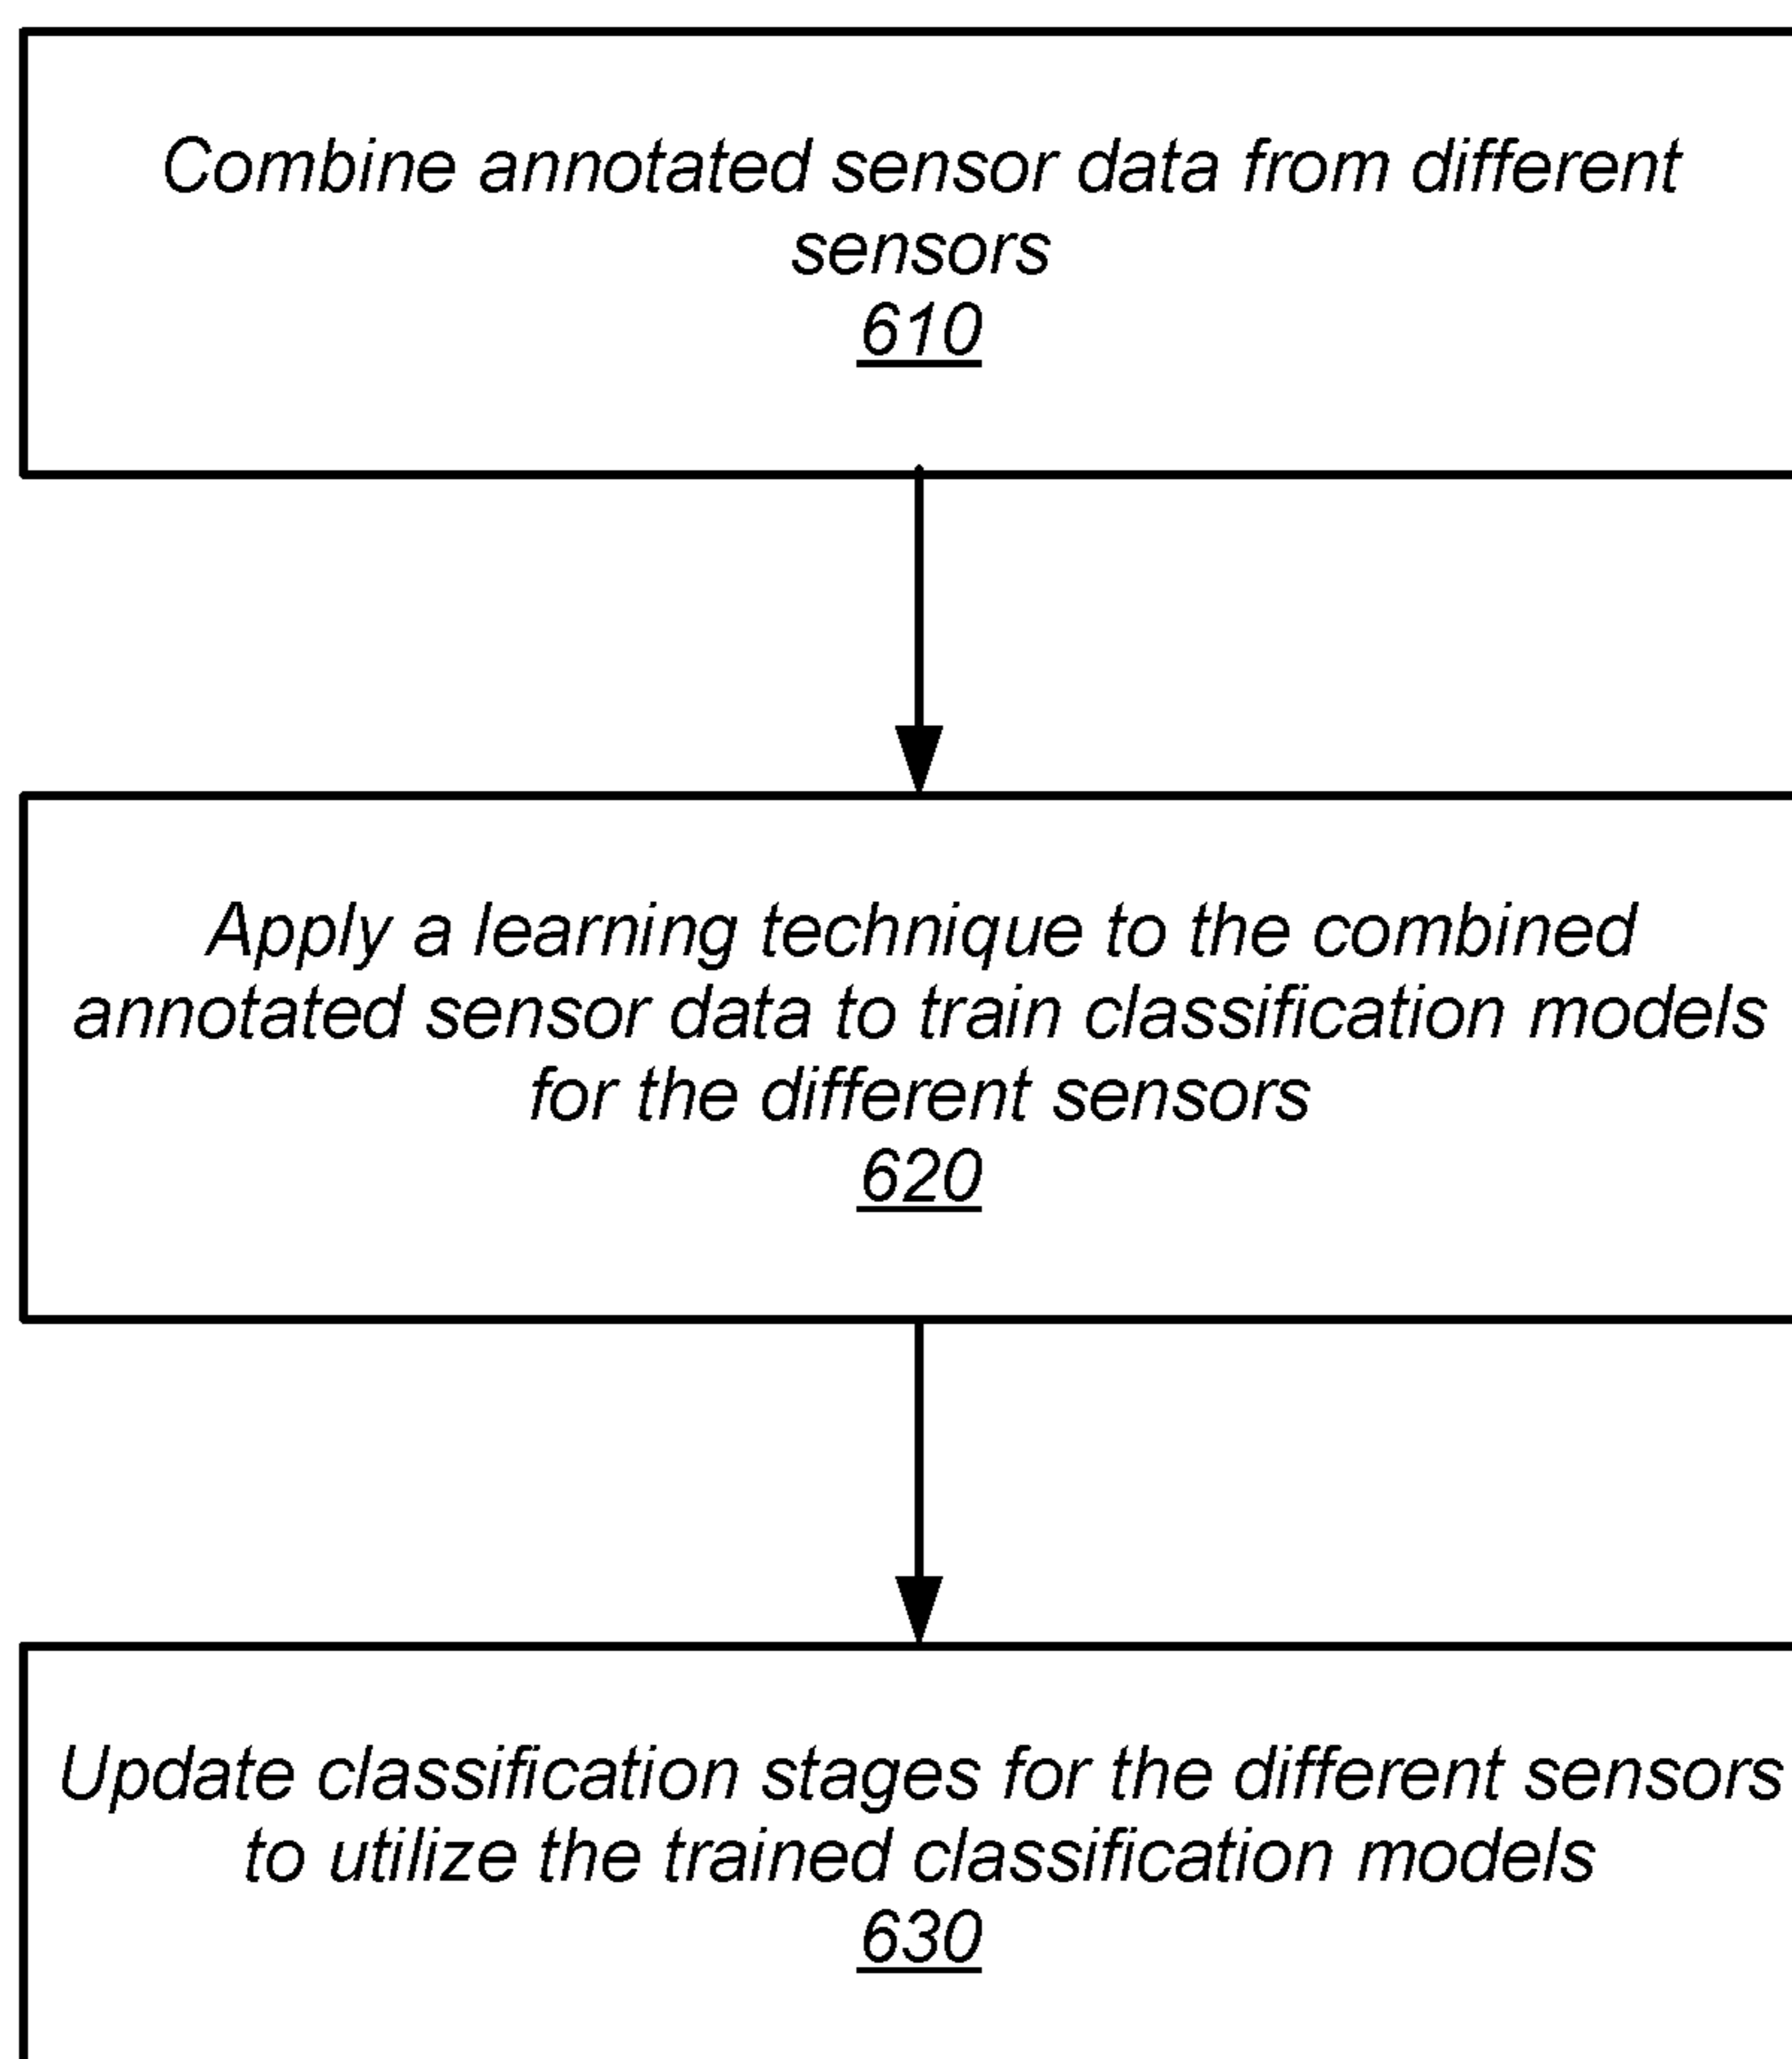 Combine annotated sensor data from different
sensors
610
Apply a learning technique to the combined
annotated sensor data to train classification models
for the different sensors
620
Update classification stages for the different sensors
to utilize the trained classification models
630